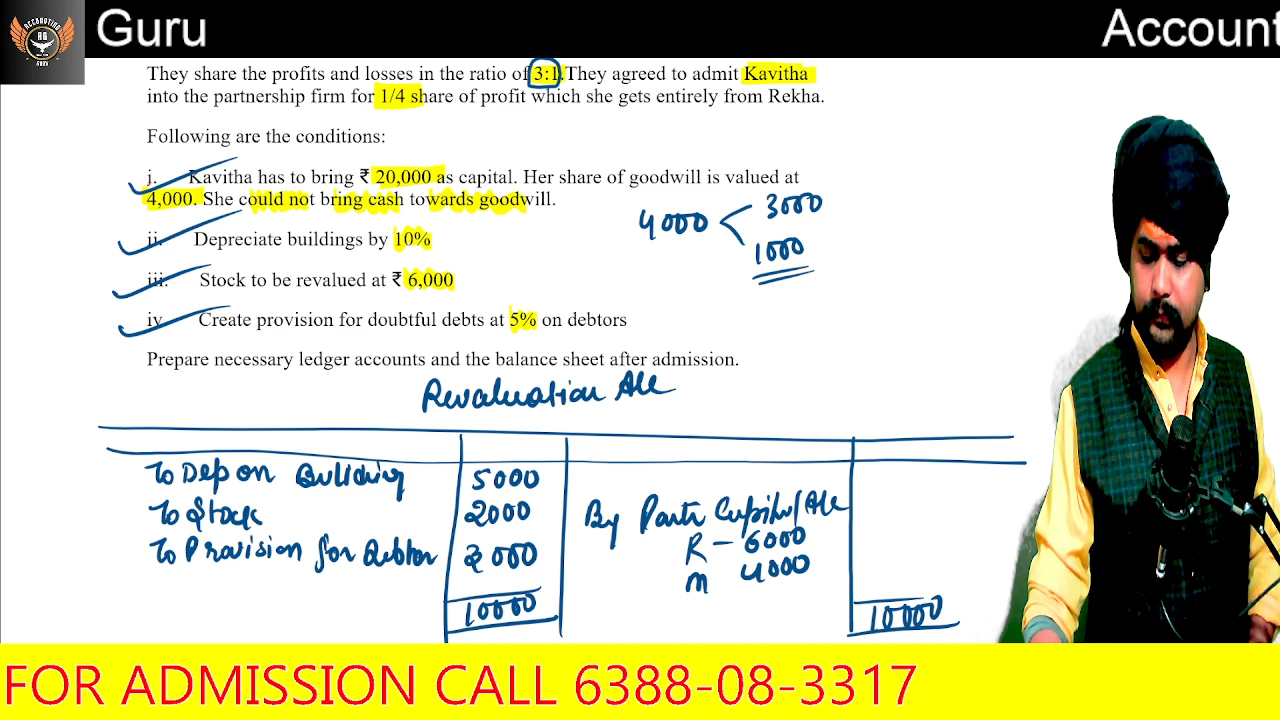 ACCOUNTING
AG
GURU
Guru
Account
They share the profits and losses in the ratio of 3:1.They agreed to admit Kavitha
into the partnership firm for 1/4 share of profit which she gets entirely from Rekha.
Following are the conditions:
i. Kavitha has to bring ₹ 20,000 as capital. Her share of goodwill is valued at
4,000. She could not bring cash towards goodwill.
4000 < 3000
1000
ii. Depreciate buildings by 10%
iii. Stock to be revalued at ₹ 6,000
iv Create provision for doubtful debts at 5% on debtors
Prepare necessary ledger accounts and the balance sheet after admission.
Revaluation A/c
To Dep on Building 5000
To Stock 2000 By Partr Capital A/c
To Provision for Debtor 2000 R – 6000
M 4000
10000 10000
FOR ADMISSION CALL 6388-08-3317